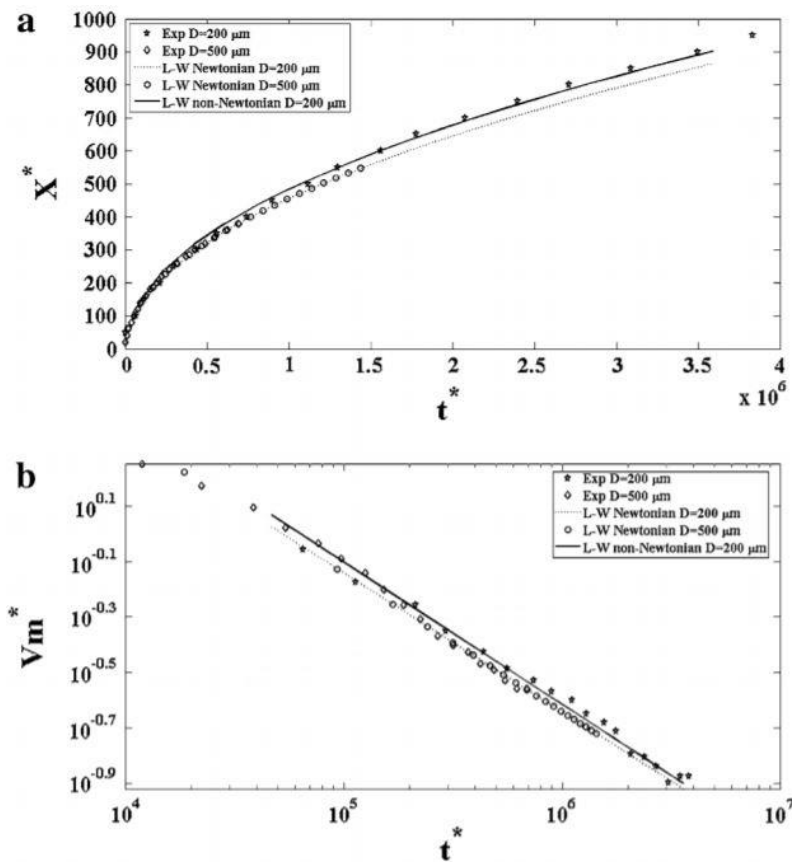 a
1000
900
800
700
600
500
400
300
200
100
0
X*
Exp D=200 μm
Exp D=500 μm
L-W Newtonian D=200 μm
L-W Newtonian D=500 μm
L-W non-Newtonian D=200 μm
0 0.5 1 1.5 2 2.5 3 3.5 4
t*
x 10^6
b
10^0.1
10^-0.1
10^-0.3
10^-0.5
10^-0.7
10^-0.9
Vm*
Exp D=200 μm
Exp D=500 μm
L-W Newtonian D=200 μm
L-W Newtonian D=500 μm
L-W non-Newtonian D=200 μm
10^4 10^5 10^6 10^7
t*